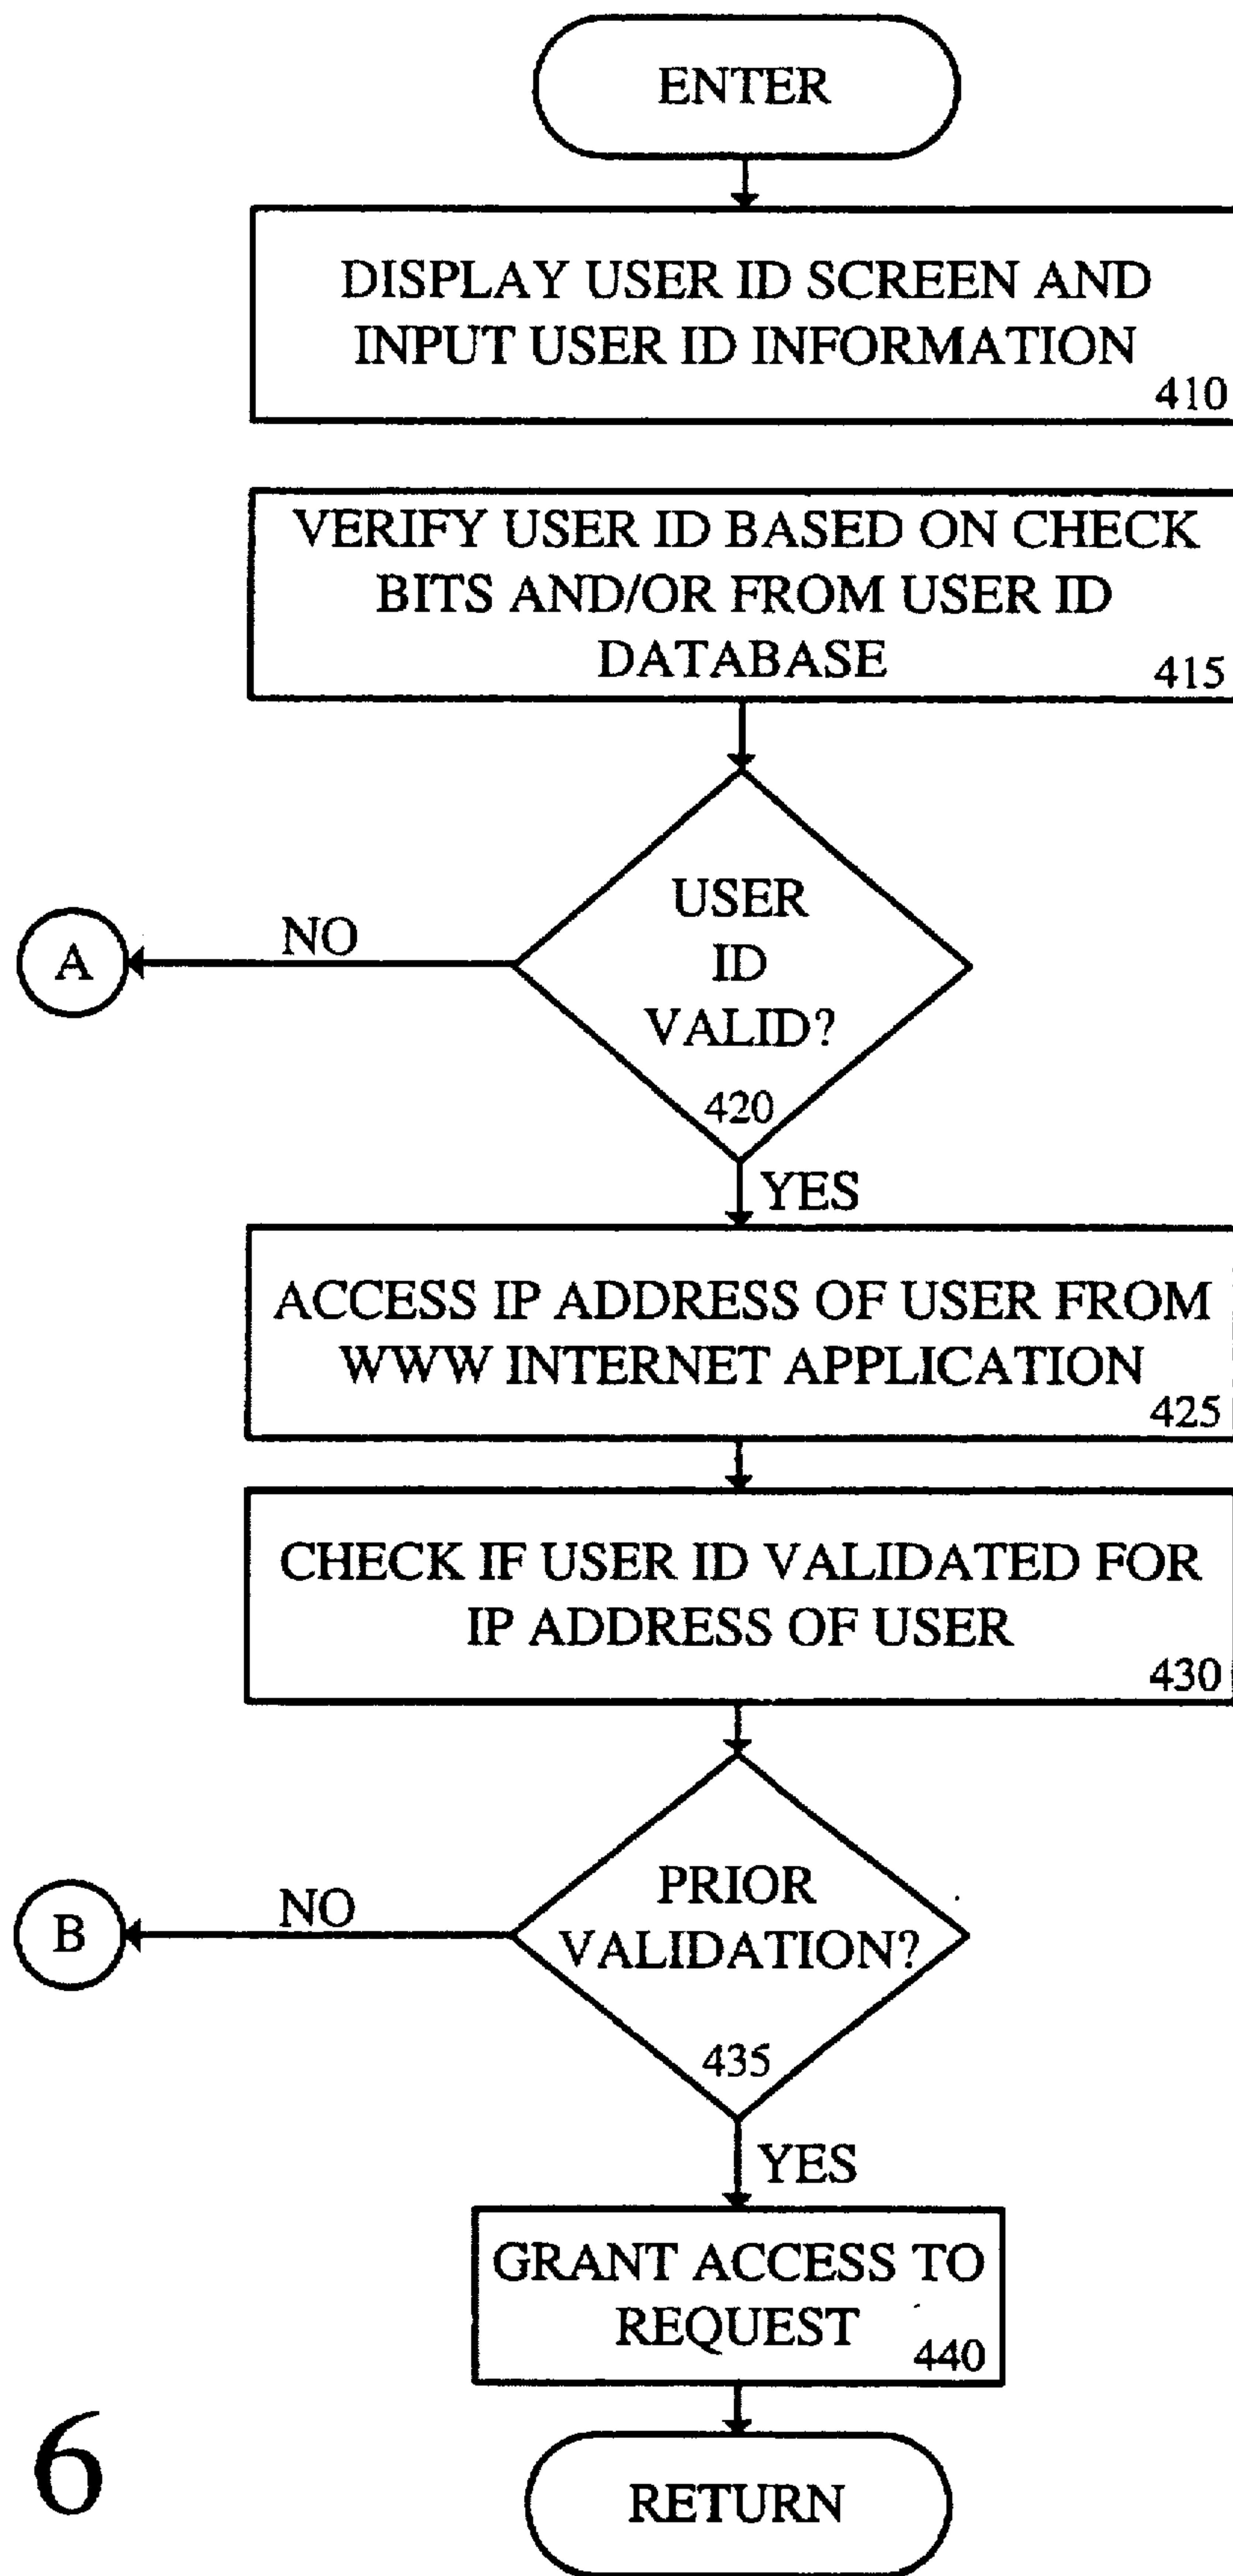 ENTER
DISPLAY USER ID SCREEN AND
INPUT USER ID INFORMATION
410
VERIFY USER ID BASED ON CHECK
BITS AND/OR FROM USER ID
DATABASE
415
USER
ID
VALID?
420
NO
A
YES
ACCESS IP ADDRESS OF USER FROM
WWW INTERNET APPLICATION
425
CHECK IF USER ID VALIDATED FOR
IP ADDRESS OF USER
430
PRIOR
VALIDATION?
435
NO
B
YES
GRANT ACCESS TO
REQUEST
440
RETURN
6